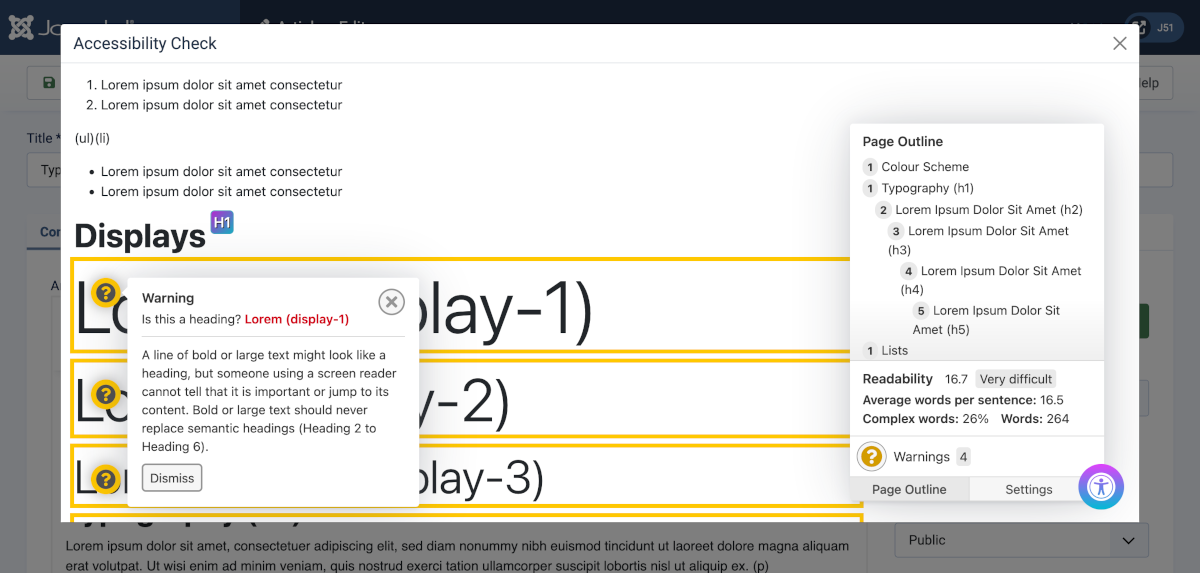 J51
Accessibility Check
elp
Title *
Typ
Con
1. Lorem ipsum dolor sit amet consectetur
2. Lorem ipsum dolor sit amet consectetur
(ul)(li)
• Lorem ipsum dolor sit amet consectetur
• Lorem ipsum dolor sit amet consectetur
Displays H1
play-1)
y-2)
play-3)
Warning
Is this a heading? Lorem (display-1)
A line of bold or large text might look like a
heading, but someone using a screen reader
cannot tell that it is important or jump to its
content. Bold or large text should never
replace semantic headings (Heading 2 to
Heading 6).
Dismiss
Page Outline
1 Colour Scheme
1 Typography (h1)
2 Lorem Ipsum Dolor Sit Amet (h2)
3 Lorem Ipsum Dolor Sit Amet
(h3)
4 Lorem Ipsum Dolor Sit Amet
(h4)
5 Lorem Ipsum Dolor Sit
Amet (h5)
1 Lists
Readability 16.7 Very difficult
Average words per sentence: 16.5
Complex words: 26% Words: 264
? Warnings 4
Page Outline Settings
Lorem ipsum dolor sit amet, consectetuer adipiscing elit, sed diam nonummy nibh euismod tincidunt ut laoreet dolore magna aliquam
erat volutpat. Ut wisi enim ad minim veniam, quis nostrud exerci tation ullamcorper suscipit lobortis nisl ut aliquip ex. (p)
Public